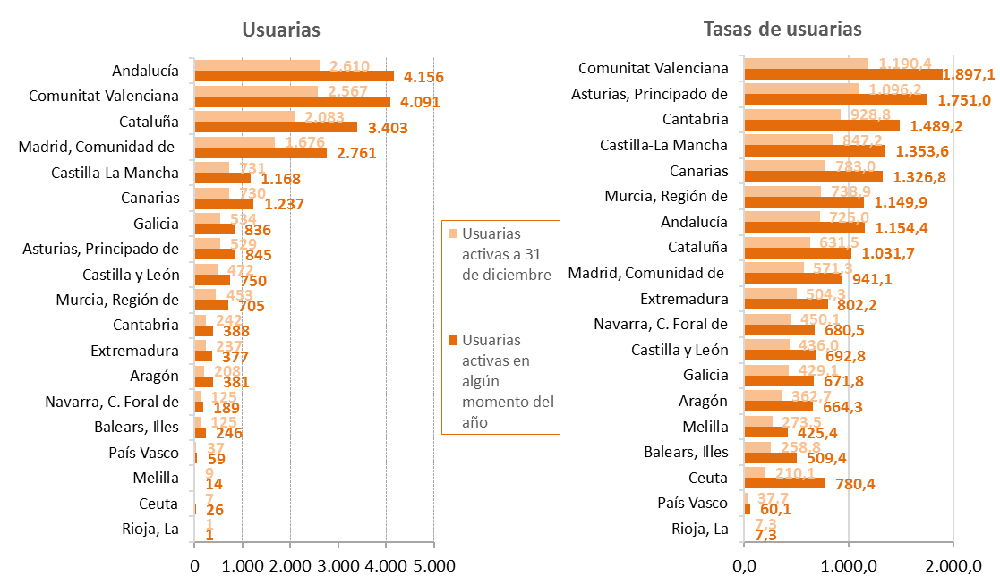 Usuarias
Andalucía 2.610 4.156
Comunitat Valenciana 2.567 4.091
Cataluña 2.083 3.403
Madrid, Comunidad de 1.676 2.761
Castilla-La Mancha 731 1.168
Canarias 730 1.237
Galicia 534 836
Asturias, Principado de 529 845
Castilla y León 472 750
Murcia, Región de 453 705
Cantabria 242 388
Extremadura 237 377
Aragón 208 381
Navarra, C. Foral de 125 189
Balears, Illes 125 246
País Vasco 37 59
Melilla 9 14
Ceuta 7 26
Rioja, La 1 1
0 1.000 2.000 3.000 4.000 5.000
Usuarias
activas a 31
de diciembre
Usuarias
activas en
algún
momento del
año
Tasas de usuarias
Comunitat Valenciana 1.190,4 1.897,1
Asturias, Principado de 1.096,2 1.751,0
Cantabria 928,8 1.489,2
Castilla-La Mancha 847,2 1.353,6
Canarias 783,0 1.326,8
Murcia, Región de 738,9 1.149,9
Andalucía 725,0 1.154,4
Cataluña 631,5 1.031,7
Madrid, Comunidad de 571,3 941,1
Extremadura 504,3 802,2
Navarra, C. Foral de 450,1 680,5
Castilla y León 436,0 692,8
Galicia 429,1 671,8
Aragón 362,7 664,3
Melilla 273,5 425,4
Balears, Illes 258,8 509,4
Ceuta 210,1 780,4
País Vasco 37,7 60,1
Rioja, La 7,3 7,3
0,0 1.000,0 2.000,0